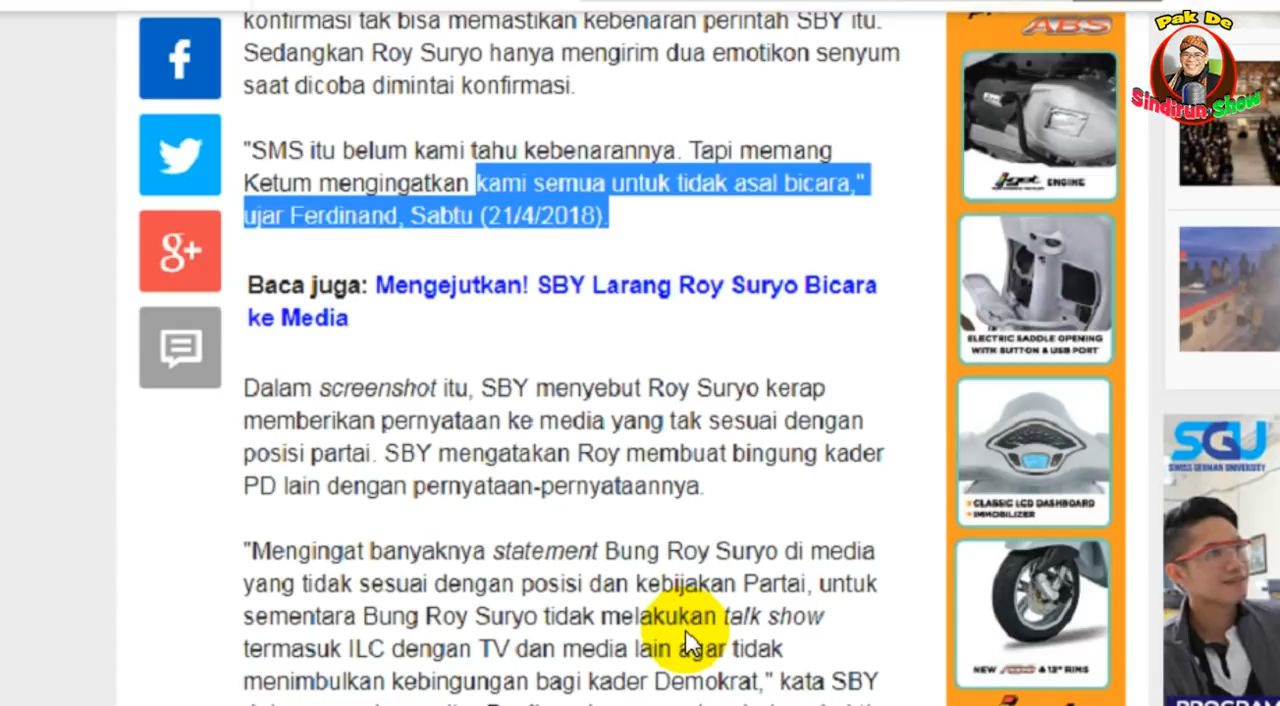 konfirmasi tak bisa memastikan kebenaran perintah SBY itu.
Sedangkan Roy Suryo hanya mengirim dua emotikon senyum
saat dicoba dimintai konfirmasi.
"SMS itu belum kami tahu kebenarannya. Tapi memang
Ketum mengingatkan kami semua untuk tidak asal bicara,"
ujar Ferdinand, Sabtu (21/4/2018).
Baca juga: Mengejutkan! SBY Larang Roy Suryo Bicara
ke Media
Dalam screenshot itu, SBY menyebut Roy Suryo kerap
memberikan pernyataan ke media yang tak sesuai dengan
posisi partai. SBY mengatakan Roy membuat bingung kader
PD lain dengan pernyataan-pernyataannya.
"Mengingat banyaknya statement Bung Roy Suryo di media
yang tidak sesuai dengan posisi dan kebijakan Partai, untuk
sementara Bung Roy Suryo tidak melakukan talk show
termasuk ILC dengan TV dan media lain agar tidak
menimbulkan kebingungan bagi kader Demokrat," kata SBY
f
g+
ABS
ENGINE
ELECTRIC SADDLE OPENING
WITH BUTTON & USB PORT
CLASSIC LCD DASHBOARD
IMMOBILIZER
NEW & 12" RIMS
Pak De
Sindirun Show
SGU
SWISS GERMAN UNIVERSITY
PROGRAM